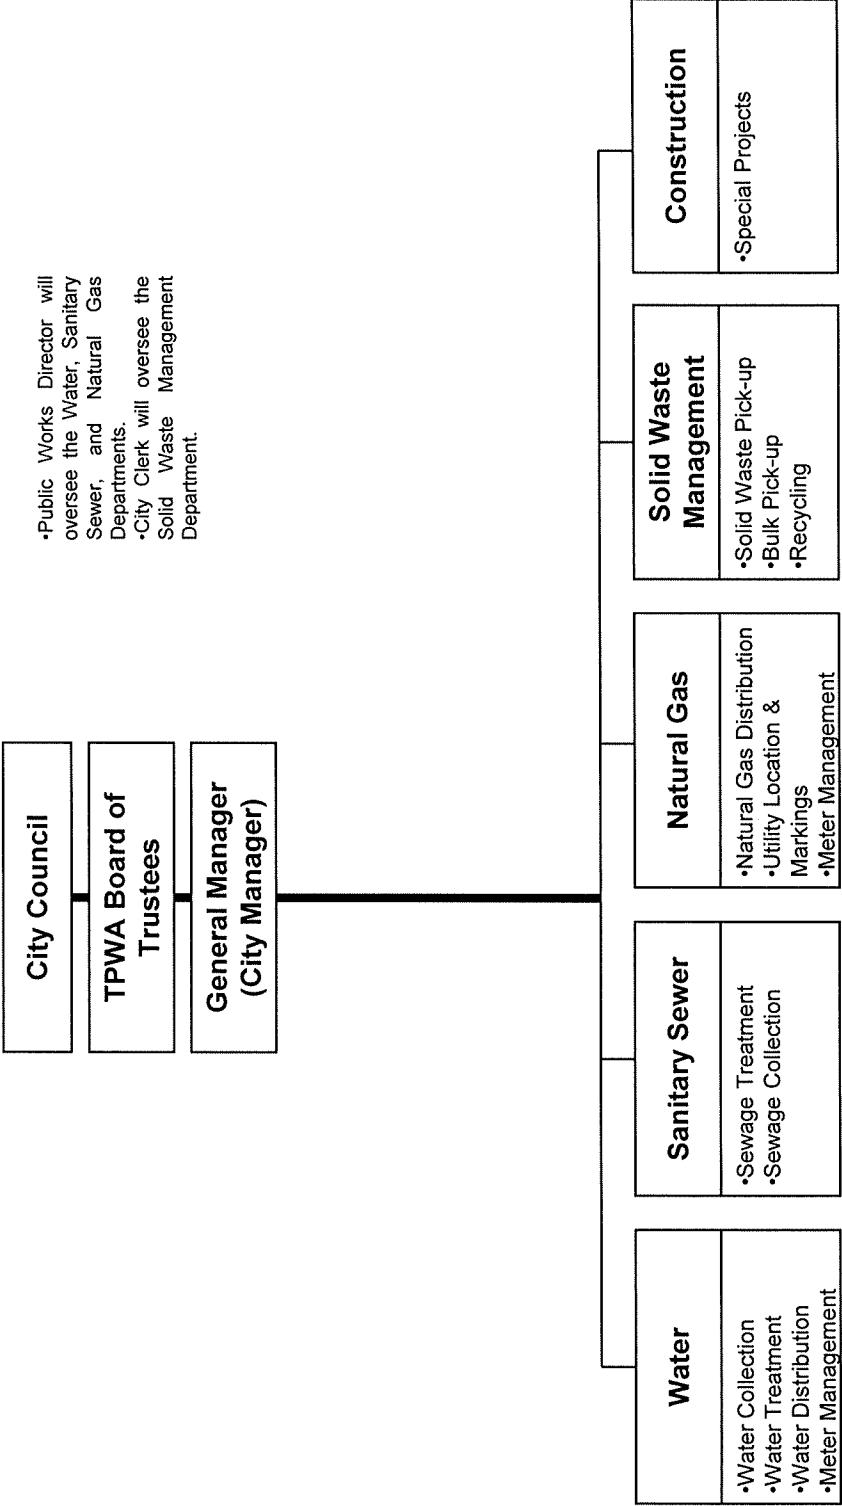 City Council
TPWA Board of
Trustees
General Manager
(City Manager)
•Public Works Director will
oversee the Water, Sanitary
Sewer, and Natural Gas
Departments.
•City Clerk will oversee the
Solid Waste Management
Department.
Water
•Water Collection
•Water Treatment
•Water Distribution
•Meter Management
Sanitary Sewer
•Sewage Treatment
•Sewage Collection
Natural Gas
•Natural Gas Distribution
•Utility Location &
Markings
•Meter Management
Solid Waste
Management
•Solid Waste Pick-up
•Bulk Pick-up
•Recycling
Construction
•Special Projects